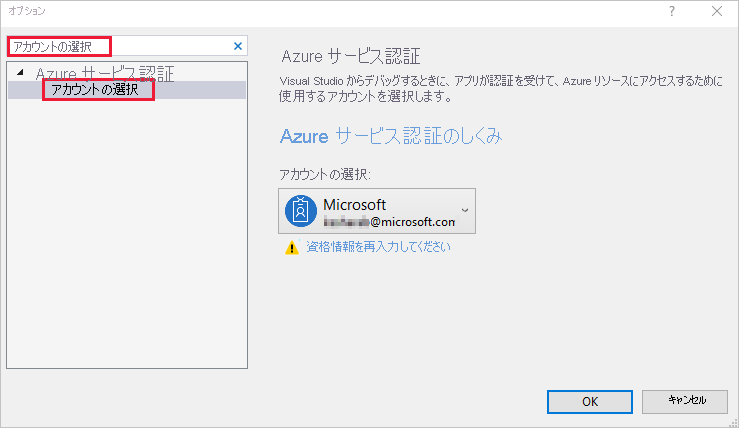 オプション
アカウントの選択
Azure サービス認証
アカウントの選択
Azure サービス認証
Visual Studio からデバッグするときに、アプリが認証を受けて、Azure リソースにアクセスするために
使用するアカウントを選択します。
Azure サービス認証のしくみ
アカウントの選択:
Microsoft
@microsoft.com
資格情報を再入力してください
OK
キャンセル